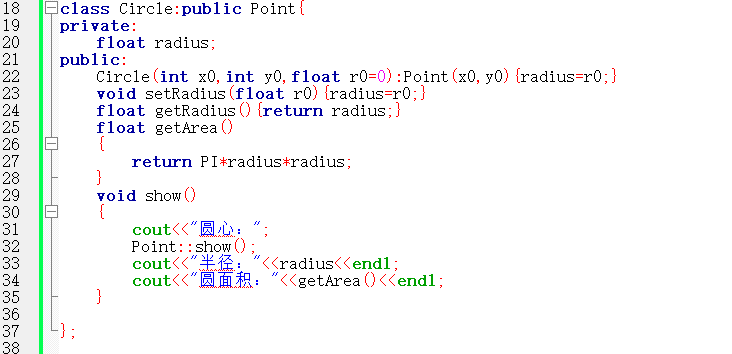 18 class Circle:public Point{
19 private:
20     float radius;
21 public:
22     Circle(int x0,int y0,float r0=0):Point(x0,y0){radius=r0;}
23     void setRadius(float r0){radius=r0;}
24     float getRadius(){return radius;}
25     float getArea()
26     {
27         return PI*radius*radius;
28     }
29     void show()
30     {
31         cout<<"圆心：";
32         Point::show();
33         cout<<"半径："<<radius<<endl;
34         cout<<"圆面积："<<getArea()<<endl;
35     }
36
37 };
38